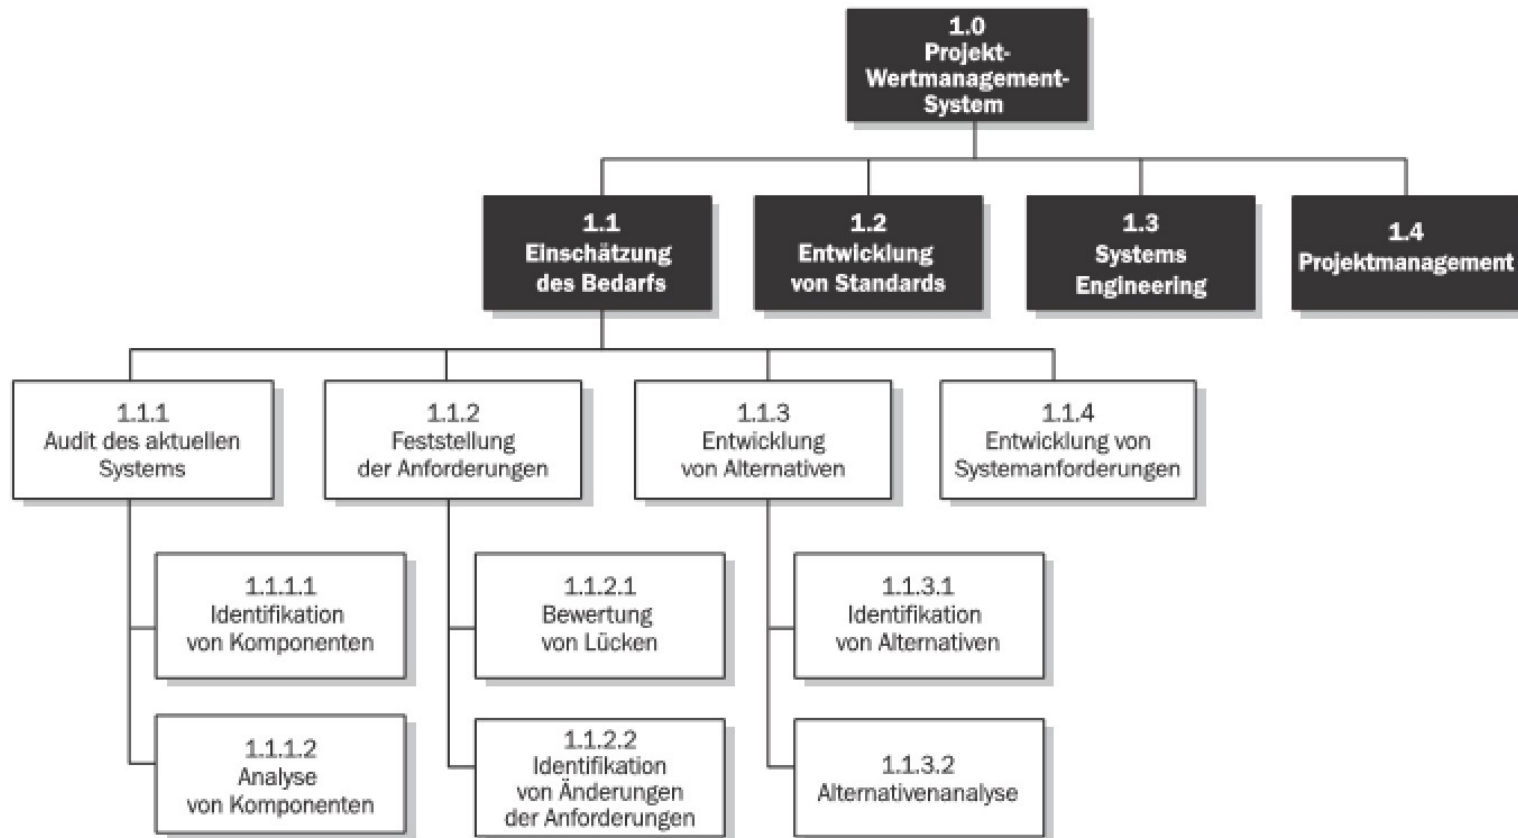 1.0
Projekt-
Wertmanagement-
System
1.1
Einschätzung
des Bedarfs
1.2
Entwicklung
von Standards
1.3
Systems
Engineering
1.4
Projektmanagement
1.1.1
Audit des aktuellen
Systems
1.1.2
Feststellung
der Anforderungen
1.1.3
Entwicklung
von Alternativen
1.1.4
Entwicklung von
Systemanforderungen
1.1.1.1
Identifikation
von Komponenten
1.1.2.1
Bewertung
von Lücken
1.1.3.1
Identifikation
von Alternativen
1.1.1.2
Analyse
von Komponenten
1.1.2.2
Identifikation
von Änderungen
der Anforderungen
1.1.3.2
Alternativenanalyse